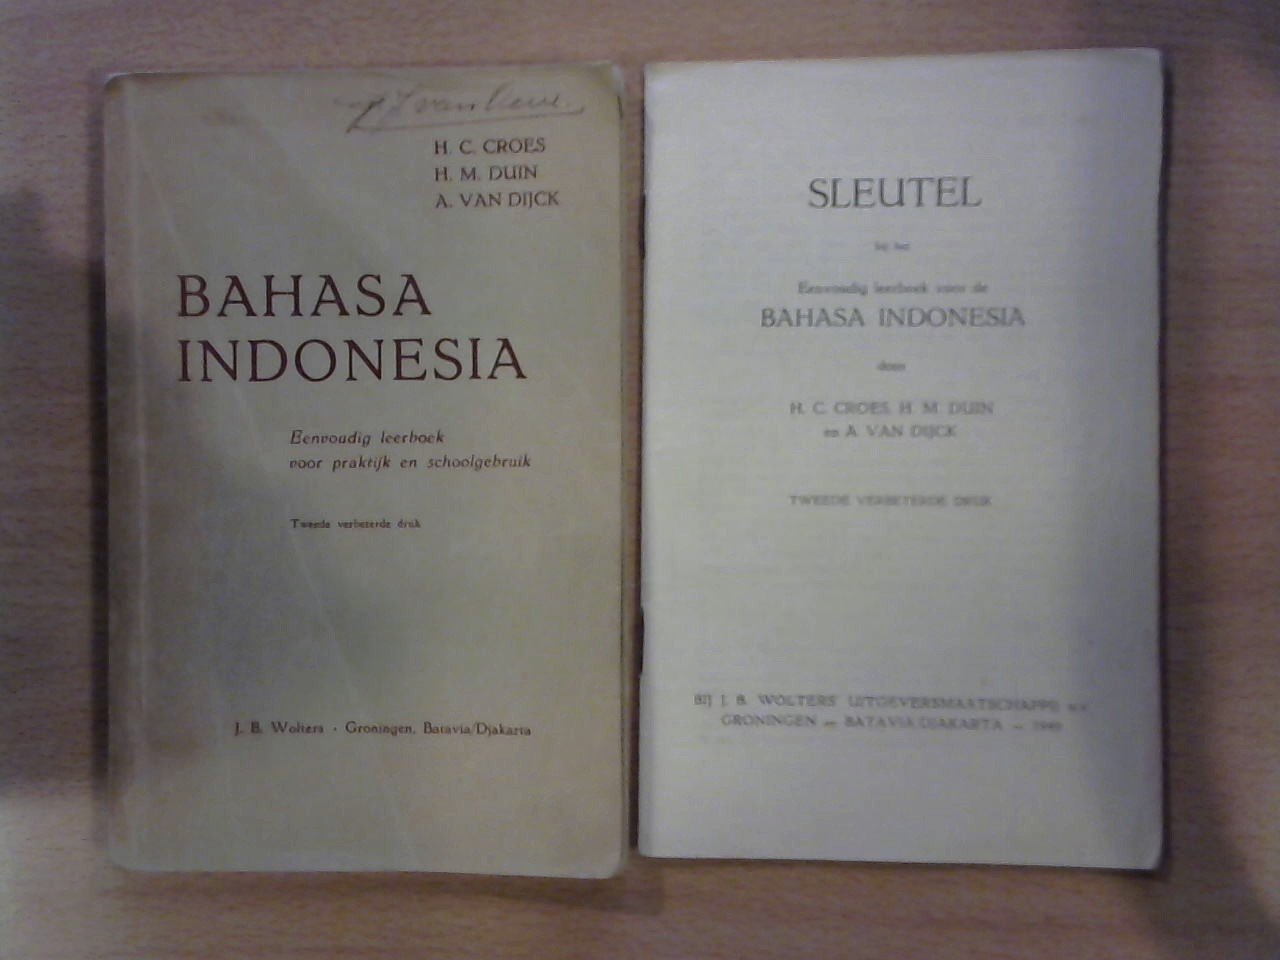 H. C. CROES
H. M. DUIN
A. VAN DIJCK
BAHASA
INDONESIA
Eenvoudig leerboek
voor praktijk en schoolgebruik
Tweede verbeterde druk
J. B. Wolters • Groningen, Batavia/Djakarta
SLEUTEL
bij het
Eenvoudig leerboek voor de
BAHASA INDONESIA
door
H. C. CROES, H. M. DUIN
en A. VAN DIJCK
TWEEDE VERBETERDE DRUK
BIJ J. B. WOLTERS' UITGEVERSMAATSCHAPPIJ N.V.
GRONINGEN — BATAVIA/DJAKARTA — 1949